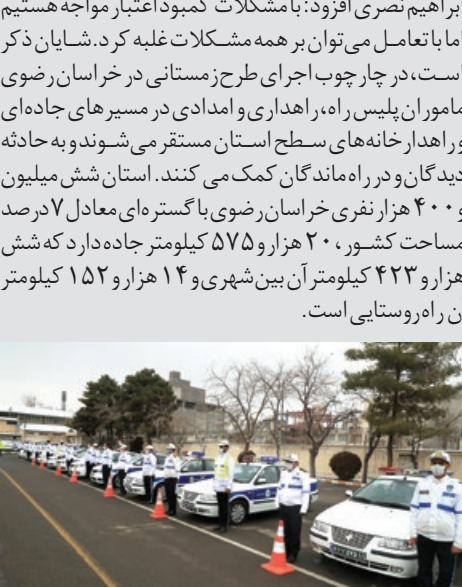 ابراهیم نصری افزود: با مشکلات کمبود اعتبار مواجه هستیم
اما با تعامل می‌توان بر همه مشکلات غلبه کرد. شایان ذکر
است، در چارچوب اجرای طرح زمستانی در خراسان رضوی
ماموران پلیس راه، راهداری و امدادی در مسیرهای جاده‌ای
و راهدارخانه‌های سطح استان مستقر می‌شوند و به حادثه
دیدگان و در راه ماندگان کمک می کنند. استان شش میلیون
و ۴۰۰ هزار نفری خراسان رضوی با گستره‌ای معادل ۷ درصد
مساحت کشور، ۲۰ هزار و ۵۷۵ کیلومتر جاده دارد که شش
هزار و ۴۲۳ کیلومتر آن بین شهری و ۱۴ هزار و ۱۵۲ کیلومتر
آن راه روستایی است.